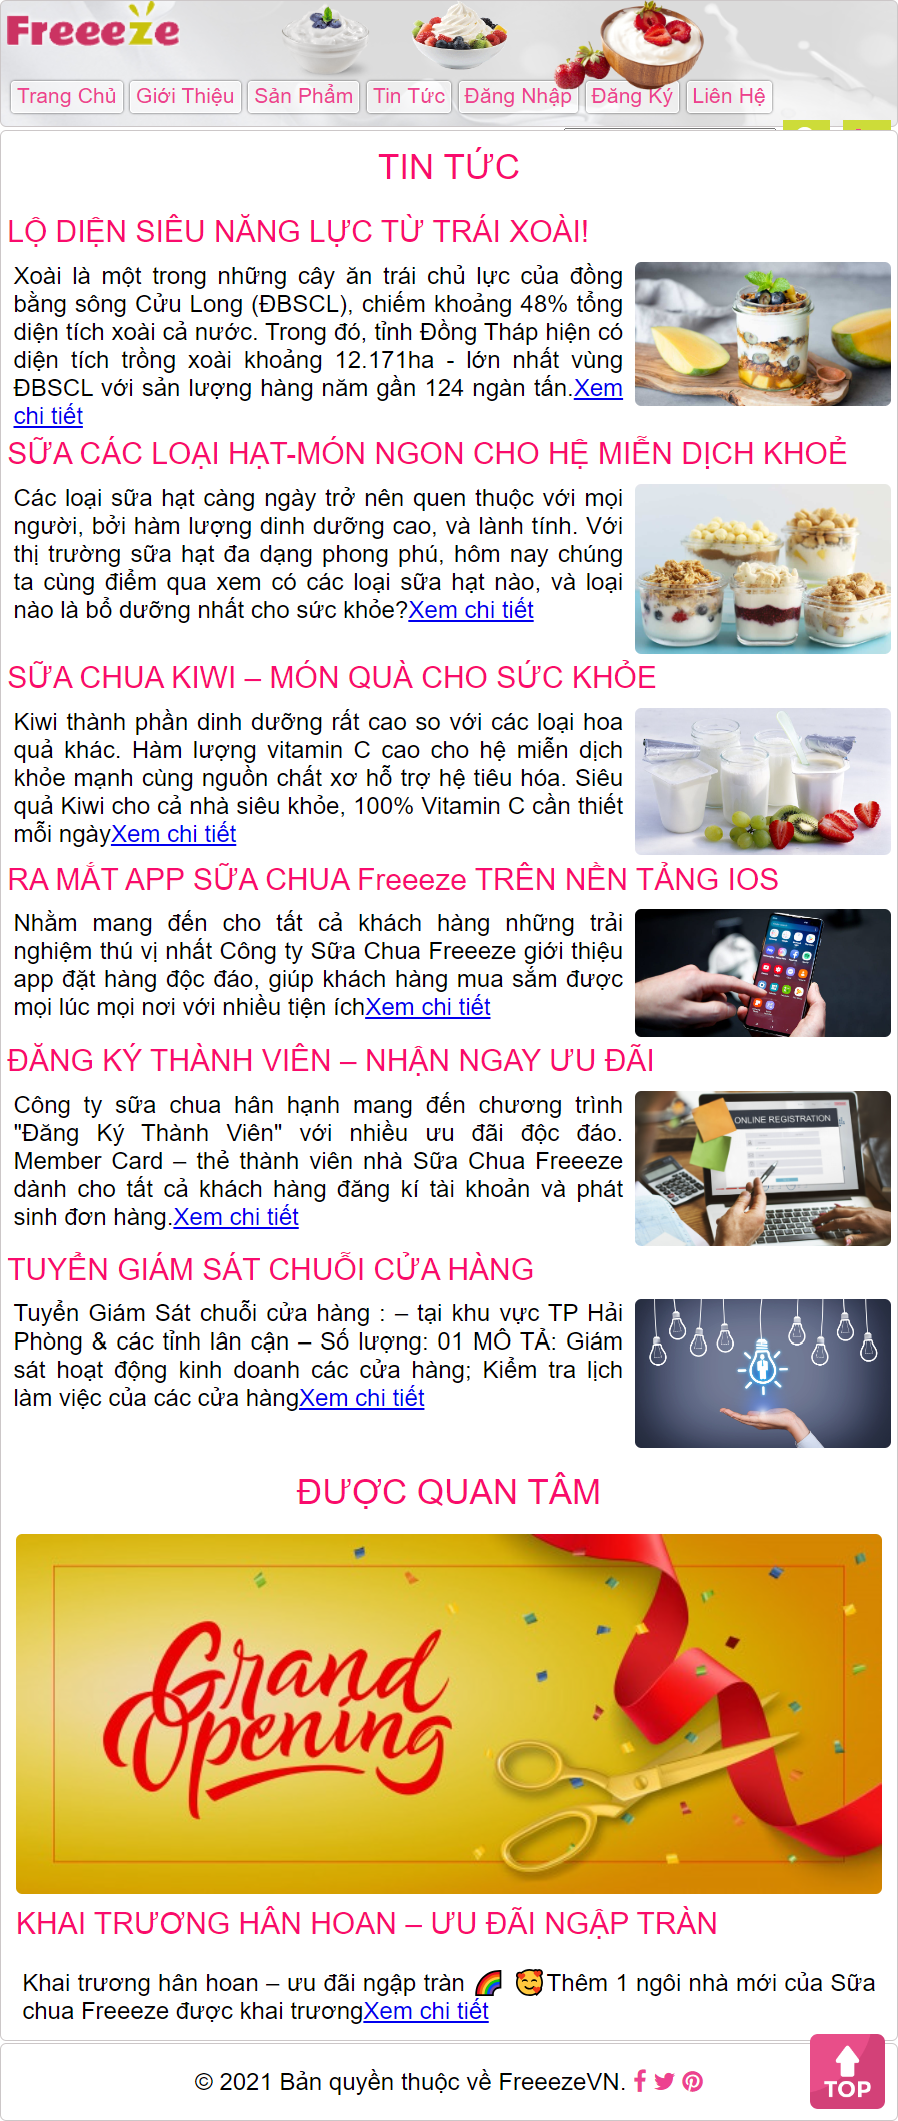 Freeeze
Trang Chủ Giới Thiệu Sản Phẩm Tin Tức Đăng Nhập Đăng Ký Liên Hệ
TIN TỨC
LỘ DIỆN SIÊU NĂNG LỰC TỪ TRÁI XOÀI!
Xoài là một trong những cây ăn trái chủ lực của đồng
bằng sông Cửu Long (ĐBSCL), chiếm khoảng 48% tổng
diện tích xoài cả nước. Trong đó, tỉnh Đồng Tháp hiện có
diện tích trồng xoài khoảng 12.171ha - lớn nhất vùng
ĐBSCL với sản lượng hàng năm gần 124 ngàn tấn.Xem
chi tiết
SỮA CÁC LOẠI HẠT-MÓN NGON CHO HỆ MIỄN DỊCH KHOẺ
Các loại sữa hạt càng ngày trở nên quen thuộc với mọi
người, bởi hàm lượng dinh dưỡng cao, và lành tính. Với
thị trường sữa hạt đa dạng phong phú, hôm nay chúng
ta cùng điểm qua xem có các loại sữa hạt nào, và loại
nào là bổ dưỡng nhất cho sức khỏe?Xem chi tiết
SỮA CHUA KIWI – MÓN QUÀ CHO SỨC KHỎE
Kiwi thành phần dinh dưỡng rất cao so với các loại hoa
quả khác. Hàm lượng vitamin C cao cho hệ miễn dịch
khỏe mạnh cùng nguồn chất xơ hỗ trợ hệ tiêu hóa. Siêu
quả Kiwi cho cả nhà siêu khỏe, 100% Vitamin C cần thiết
mỗi ngàyXem chi tiết
RA MẮT APP SỮA CHUA Freeeze TRÊN NỀN TẢNG IOS
Nhằm mang đến cho tất cả khách hàng những trải
nghiệm thú vị nhất Công ty Sữa Chua Freeeze giới thiệu
app đặt hàng độc đáo, giúp khách hàng mua sắm được
mọi lúc mọi nơi với nhiều tiện íchXem chi tiết
ĐĂNG KÝ THÀNH VIÊN – NHẬN NGAY ƯU ĐÃI
Công ty sữa chua hân hạnh mang đến chương trình
"Đăng Ký Thành Viên" với nhiều ưu đãi độc đáo.
Member Card – thẻ thành viên nhà Sữa Chua Freeeze
dành cho tất cả khách hàng đăng kí tài khoản và phát
sinh đơn hàng.Xem chi tiết
ONLINE REGISTRATION
TUYỂN GIÁM SÁT CHUỖI CỬA HÀNG
Tuyển Giám Sát chuỗi cửa hàng : – tại khu vực TP Hải
Phòng & các tỉnh lân cận – Số lượng: 01 MÔ TẢ: Giám
sát hoạt động kinh doanh các cửa hàng; Kiểm tra lịch
làm việc của các cửa hàngXem chi tiết
ĐƯỢC QUAN TÂM
Grand
Opening
KHAI TRƯƠNG HÂN HOAN – ƯU ĐÃI NGẬP TRÀN
Khai trương hân hoan – ưu đãi ngập tràn 🌈 🥰Thêm 1 ngôi nhà mới của Sữa
chua Freeeze được khai trươngXem chi tiết
© 2021 Bản quyền thuộc về FreeezeVN.
TOP